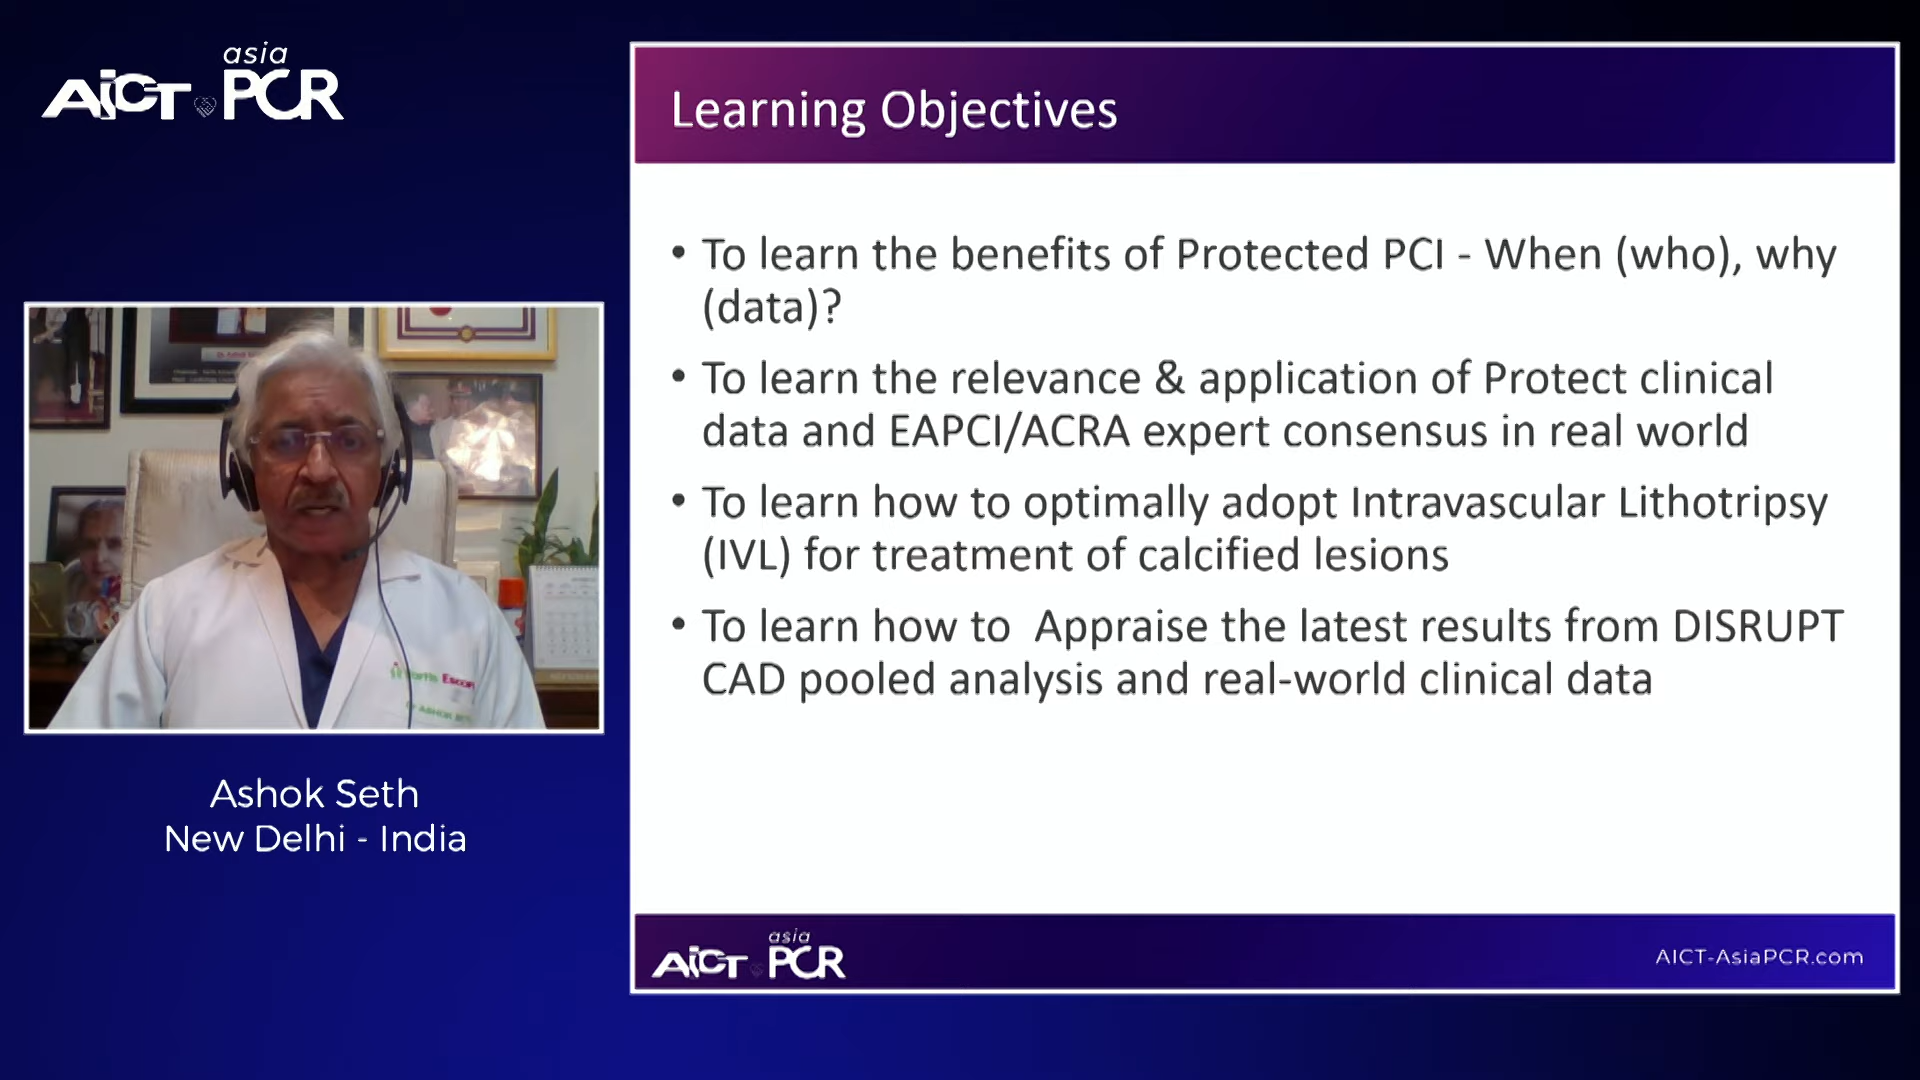 asia
AICT PCR
Learning Objectives
• To learn the benefits of Protected PCI - When (who), why
(data)?
• To learn the relevance & application of Protect clinical
data and EAPCI/ACRA expert consensus in real world
• To learn how to optimally adopt Intravascular Lithotripsy
(IVL) for treatment of calcified lesions
• To learn how to  Appraise the latest results from DISRUPT
CAD pooled analysis and real-world clinical data
Ashok Seth
New Delhi - India
asia
AICT PCR
AICT-AsiaPCR.com